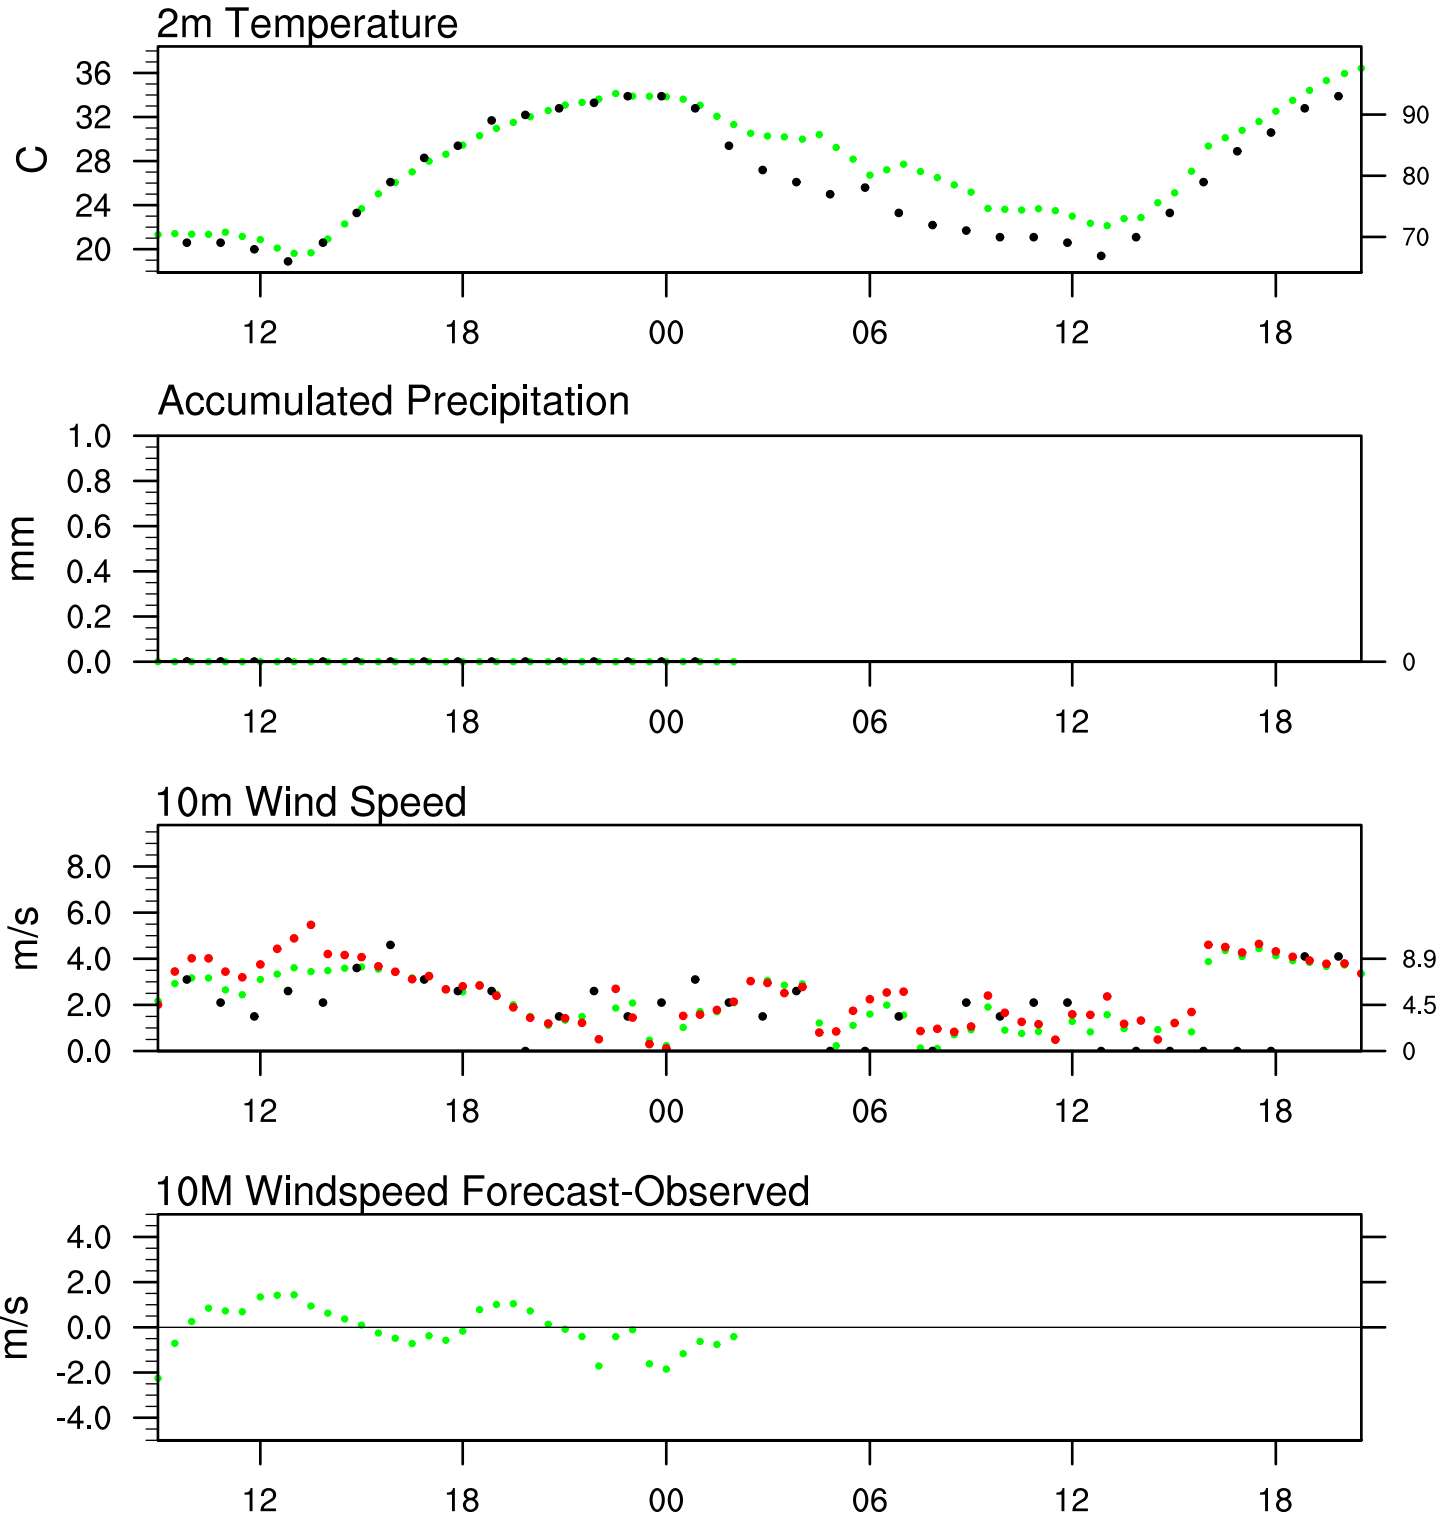 2m Temperature
36
32
28
24
20
C
90
80
70
12 18 00 06 12 18
Accumulated Precipitation
1.0
0.8
0.6
0.4
0.2
0.0
mm
0
12 18 00 06 12 18
10m Wind Speed
8.0
6.0
4.0
2.0
0.0
m/s
8.9
4.5
0
12 18 00 06 12 18
10M Windspeed Forecast-Observed
4.0
2.0
0.0
-2.0
-4.0
m/s
12 18 00 06 12 18